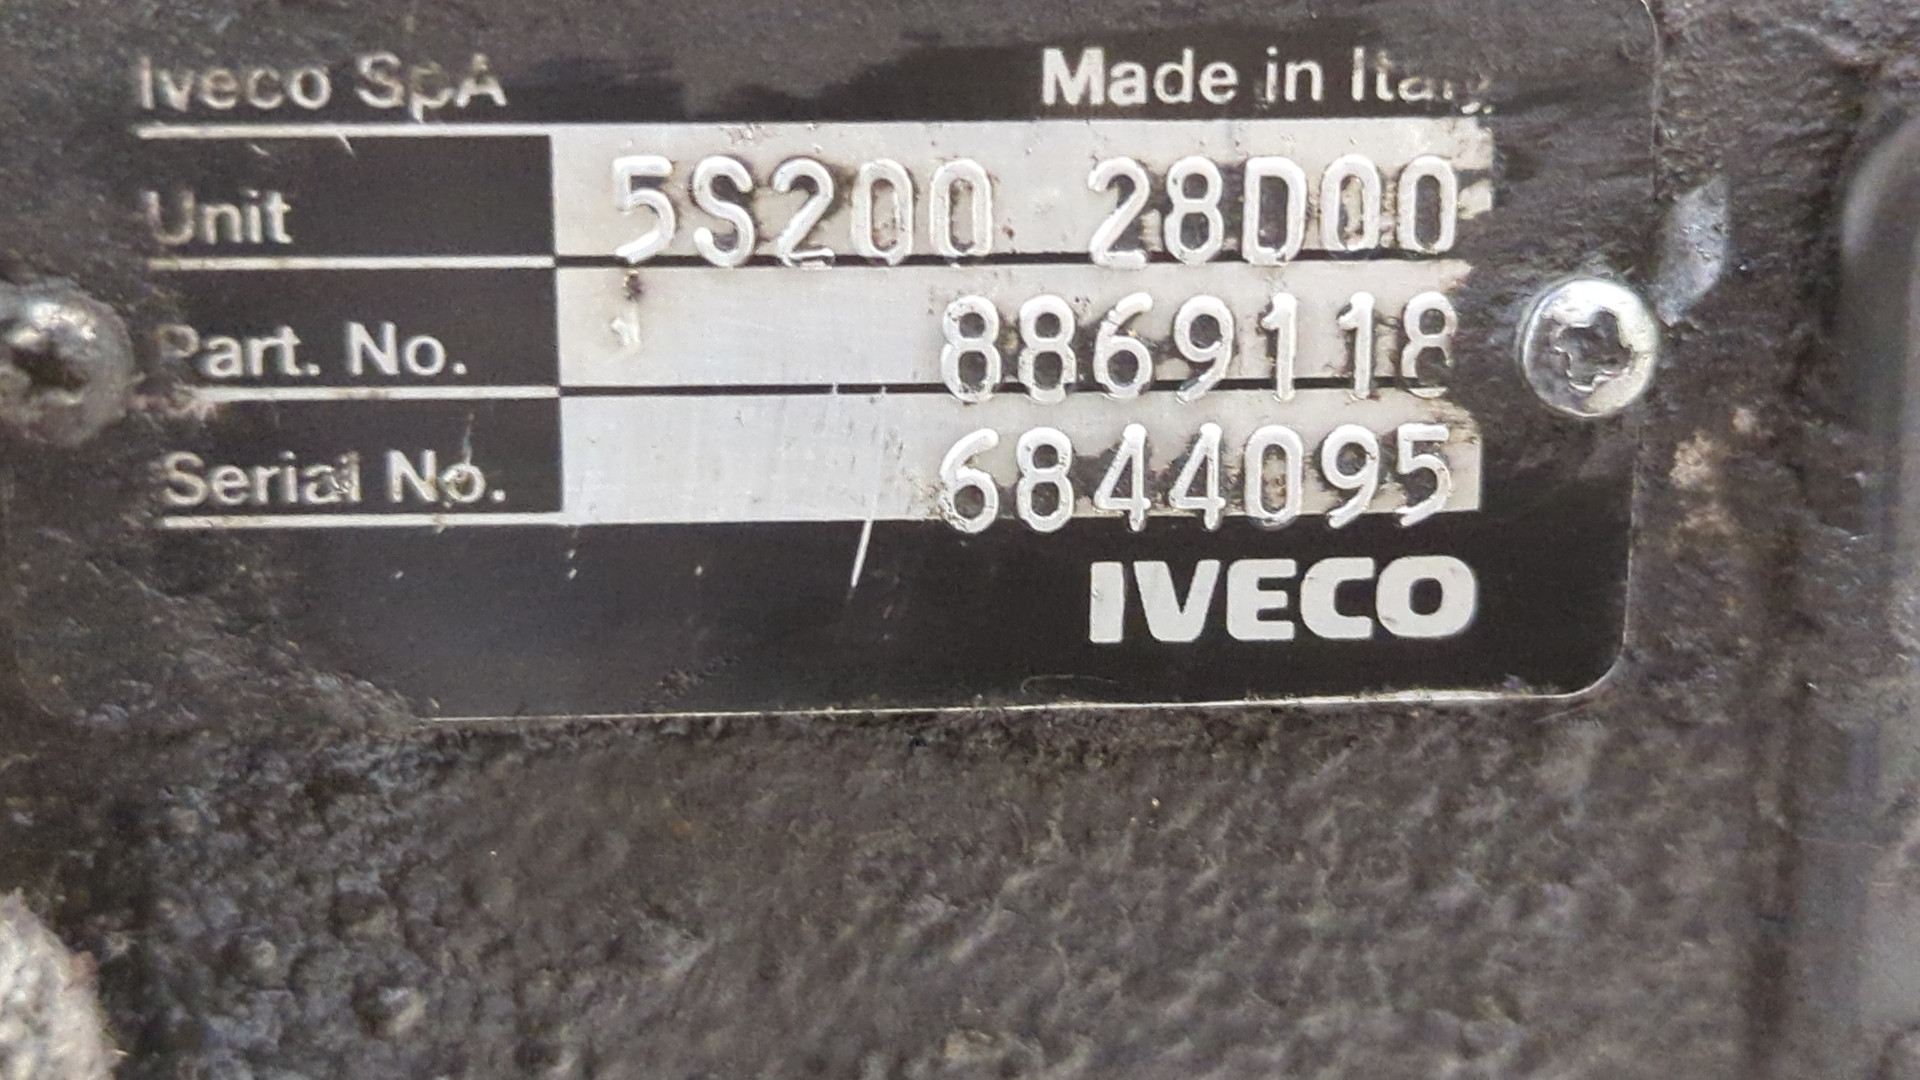 Iveco SpA Made in Italy
Unit 5S200 28D00
Part. No. 8869118
Serial No. 6844095
IVECO